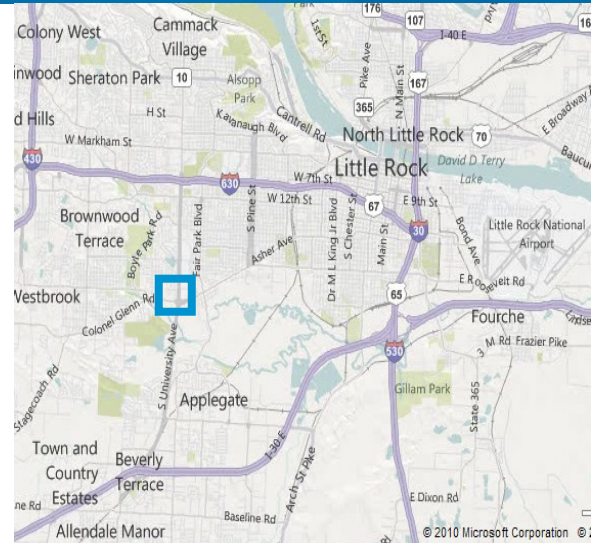 176
107
16
Colony West
Cammack
Village
1st St
Pike Ave
I-40 E
inwood
Sheraton Park
10
Alsopp
Park
N Main St
167
d Hills
H St
Kavanaugh Blvd
Cantrell Rd
365
North Little Rock
70
E Broadway
W Markham St
430
Little Rock
David D Terry
Lake
Baucu
630
W 7th St
W 12th St
67
E 9th St
Brownwood
Terrace
Boyle Park Rd
Fair Park Blvd
S Pine St
Asher Ave
Dr M L King Jr Blvd
S Chester St
Main St
30
Bond Ave
Little Rock National
Airport
Westbrook
Colonel Glenn Rd
65
E Roosevelt Rd
Fourche
S University Ave
530
3 M Rd
Frazier Pike
Stagecoach Rd
Applegate
Gillam Park
State 365
I-30 E
Arch St Pike
Town and
Country
Estates
Beverly
Terrace
E Dixon Rd
ne Rd
Baseline Rd
Allendale Manor
© 2010 Microsoft Corporation
© 2